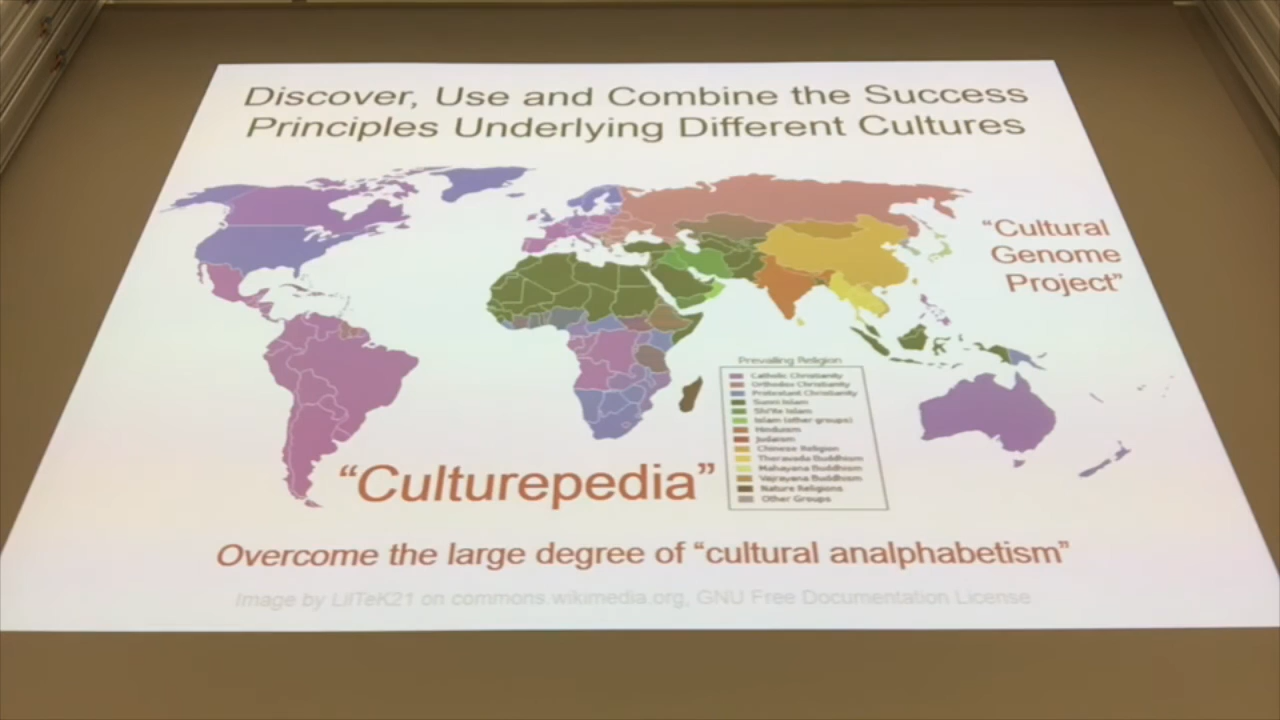 Discover, Use and Combine the Success
Principles Underlying Different Cultures
“Cultural
Genome
Project”
Prevailing Religion
Catholic Christianity
Orthodox Christianity
Protestant Christianity
Sunni Islam
Shi'ite Islam
Islam (other groups)
Hinduism
Judaism
Chinese Religion
Theravada Buddhism
Mahayana Buddhism
Vajrayana Buddhism
Nature Religions
Other Groups
“Culturepedia”
Overcome the large degree of “cultural analphabetism”
Image by LilTeK21 on commons.wikimedia.org, GNU Free Documentation License